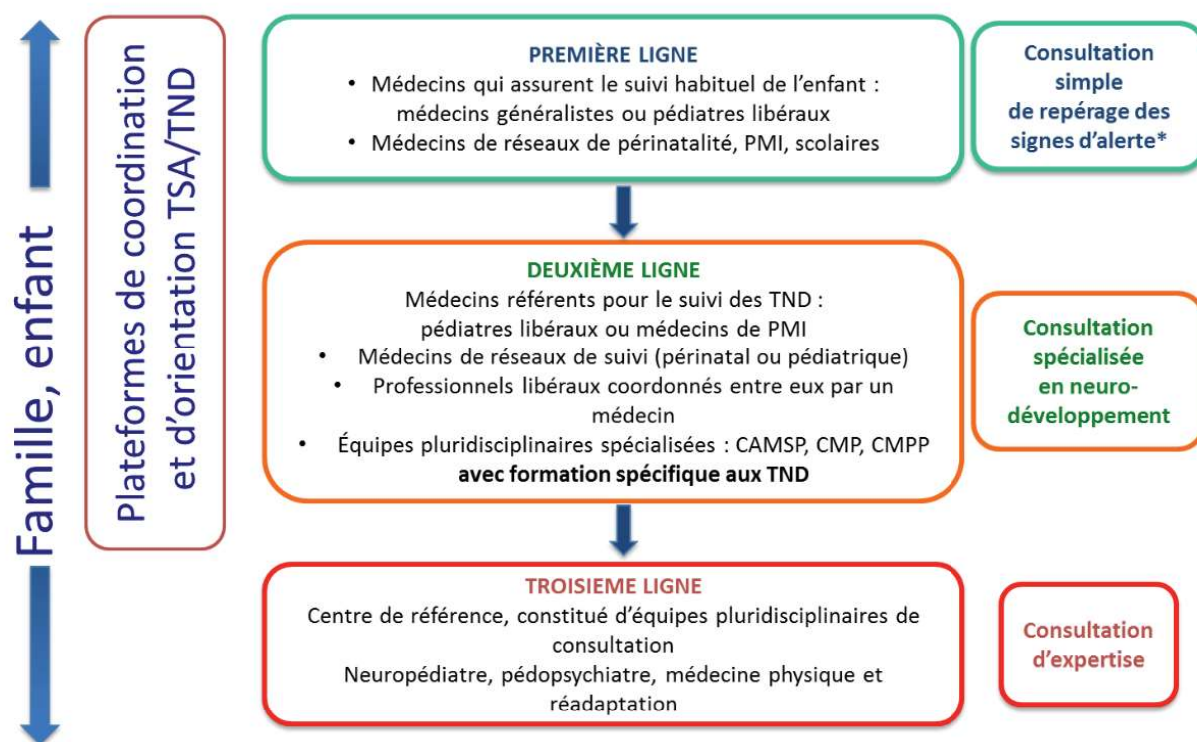 Famille, enfant
Plateformes de coordination
et d’orientation TSA/TND
PREMIÈRE LIGNE
• Médecins qui assurent le suivi habituel de l’enfant :
médecins généralistes ou pédiatres libéraux
• Médecins de réseaux de périnatalité, PMI, scolaires
Consultation
simple
de repérage des
signes d’alerte*
DEUXIÈME LIGNE
Médecins référents pour le suivi des TND :
pédiatres libéraux ou médecins de PMI
• Médecins de réseaux de suivi (périnatal ou pédiatrique)
• Professionnels libéraux coordonnés entre eux par un
médecin
• Équipes pluridisciplinaires spécialisées : CAMSP, CMP, CMPP
avec formation spécifique aux TND
Consultation
spécialisée
en neuro-
développement
TROISIEME LIGNE
Centre de référence, constitué d’équipes pluridisciplinaires de
consultation
Neuropédiatre, pédopsychiatre, médecine physique et
réadaptation
Consultation
d’expertise